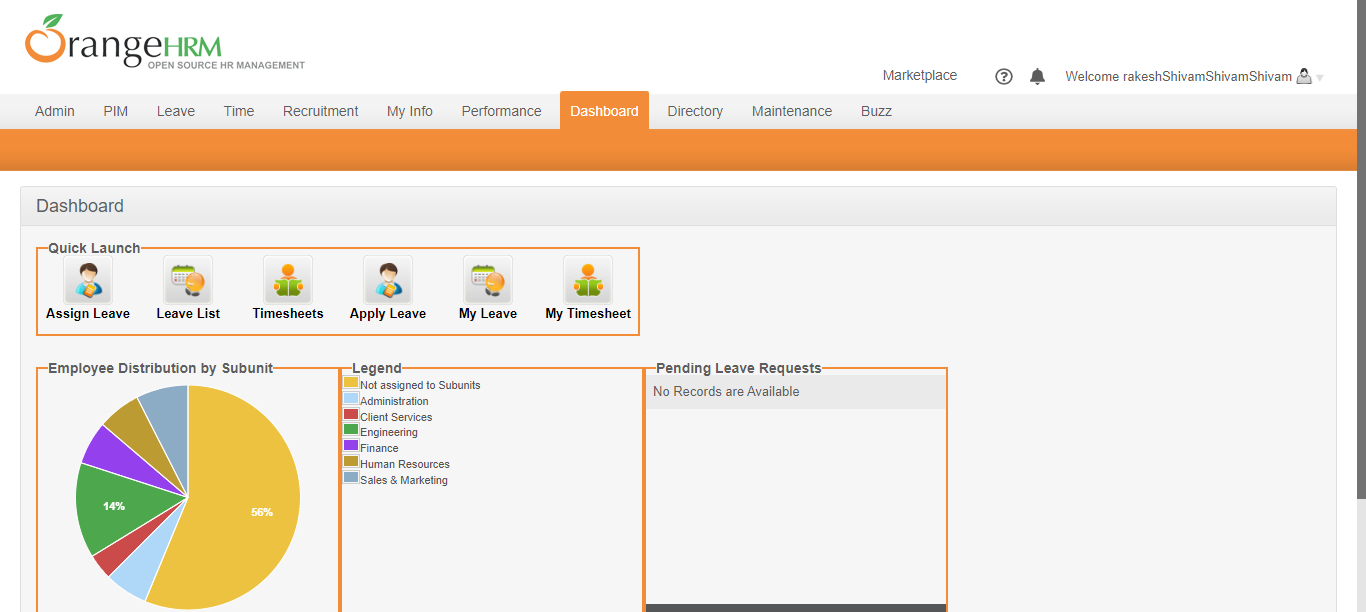 OrangeHRM
OPEN SOURCE HR MANAGEMENT
Marketplace ? Welcome rakeshShivamShivamShivam
Admin PIM Leave Time Recruitment My Info Performance Dashboard Directory Maintenance Buzz
Dashboard
Quick Launch
Assign Leave Leave List Timesheets Apply Leave My Leave My Timesheet
Employee Distribution by Subunit
14%
56%
Legend
Not assigned to Subunits
Administration
Client Services
Engineering
Finance
Human Resources
Sales & Marketing
Pending Leave Requests
No Records are Available